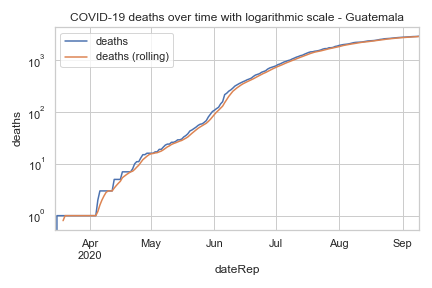 COVID-19 deaths over time with logarithmic scale - Guatemala
deaths
deaths (rolling)
10³
10²
10¹
10⁰
deaths
Apr
2020
May
Jun
Jul
Aug
Sep
dateRep